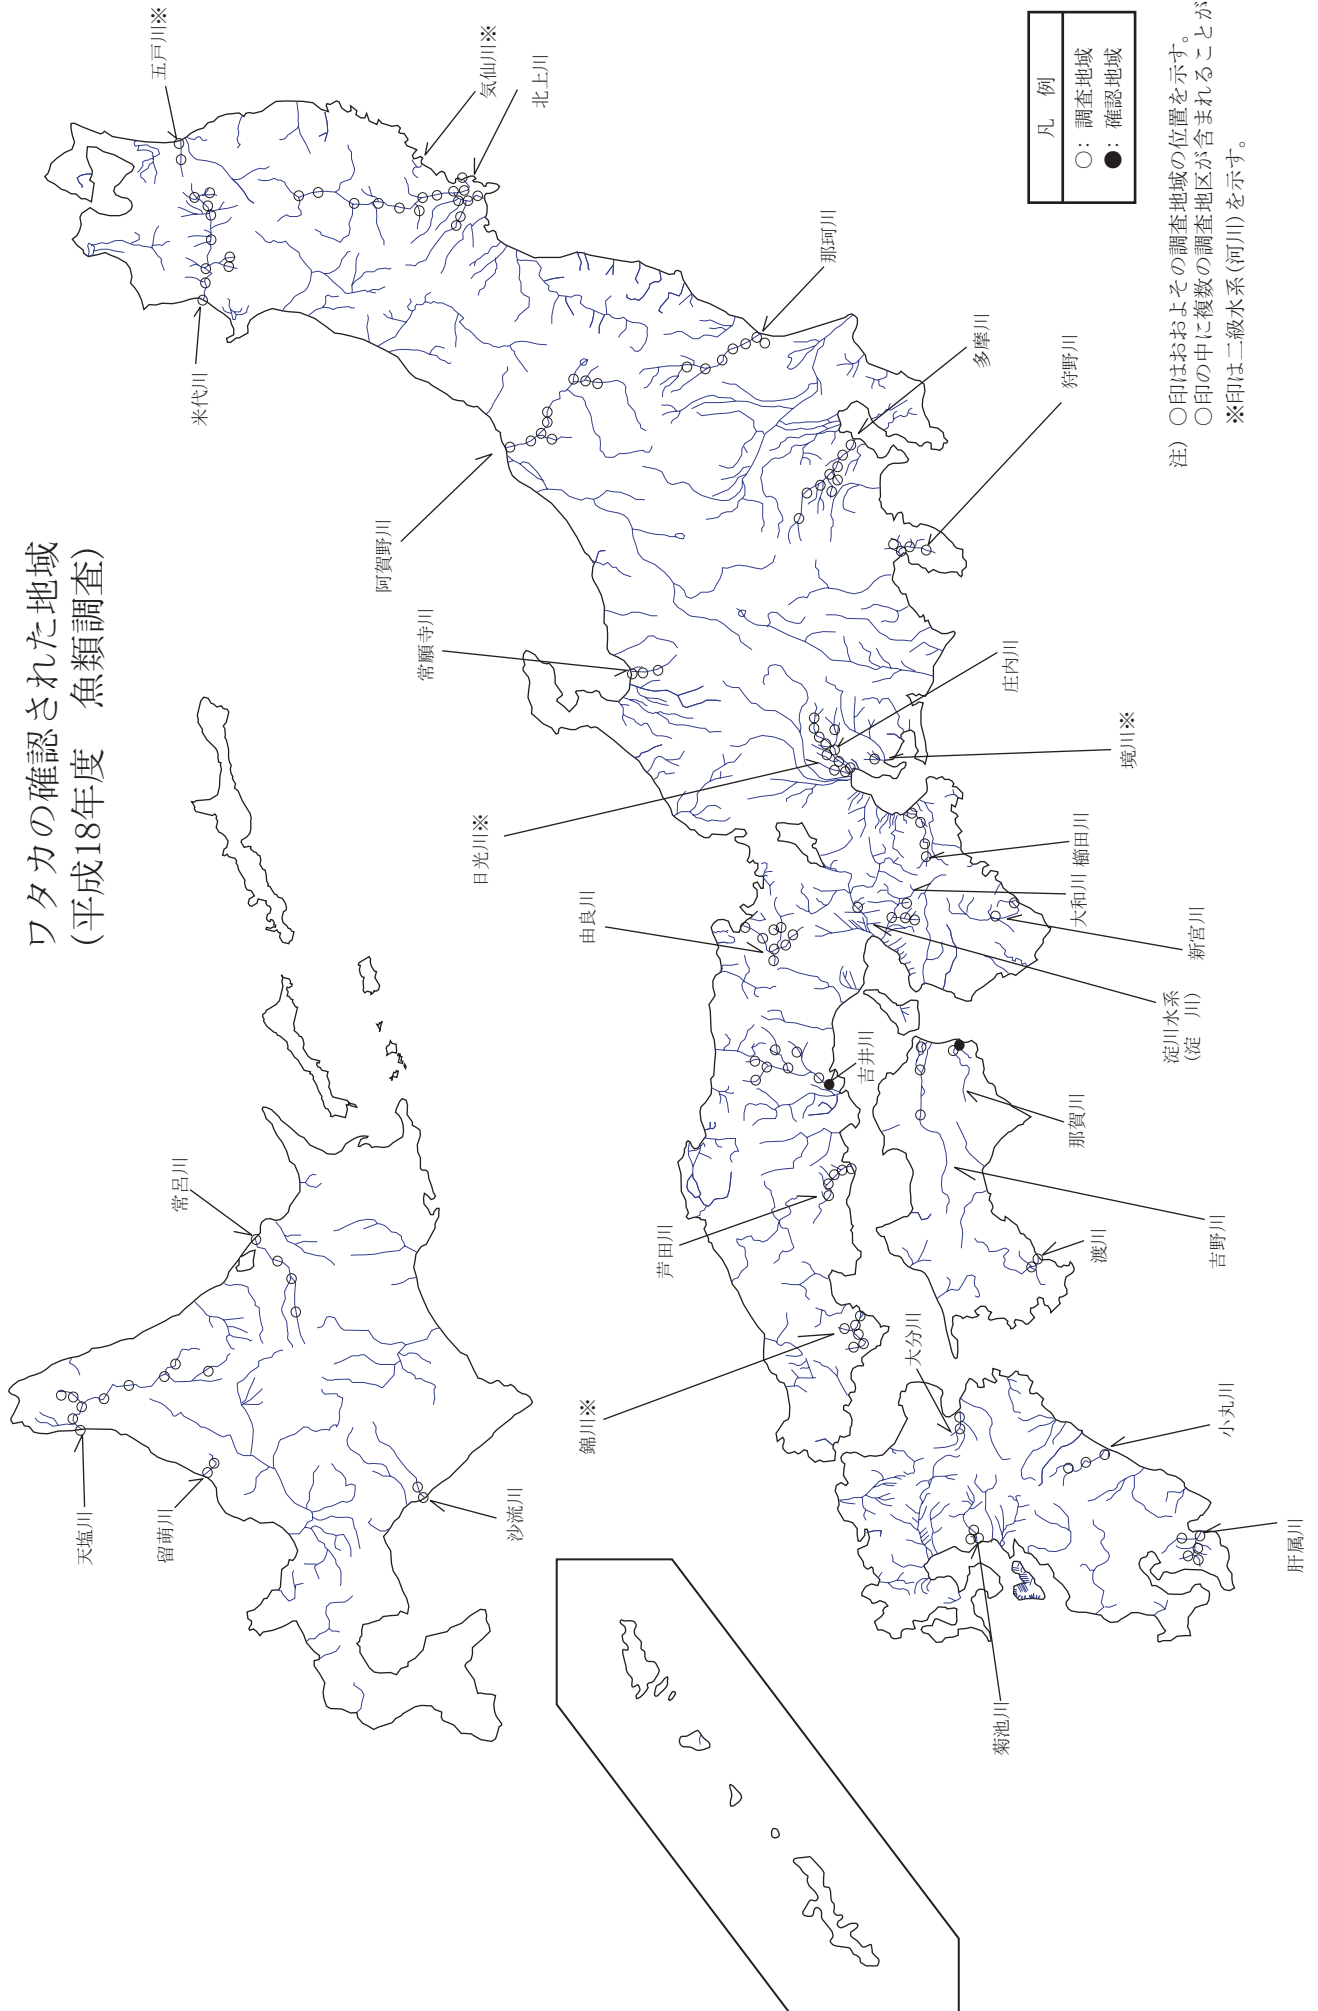 ワタカの確認された地域
(平成18年度　魚類調査)
凡　例
○：調査地域
●：確認地域
注）○印はおおよその調査地域の位置を示す。
○印の中に複数の調査地区が含まれることが
※印は二級水系(河川)を示す。
五戸川※
気仙川※
北上川
米代川
那珂川
多摩川
狩野川
阿賀野川
常願寺川
庄内川
境川※
日光川※
櫛田川
大和川
由良川
新宮川
淀川水系
(淀　川)
吉井川
那賀川
常呂川
吉野川
芦田川
渡川
大分川
小丸川
錦川※
天塩川
留萌川
沙流川
肝属川
菊池川